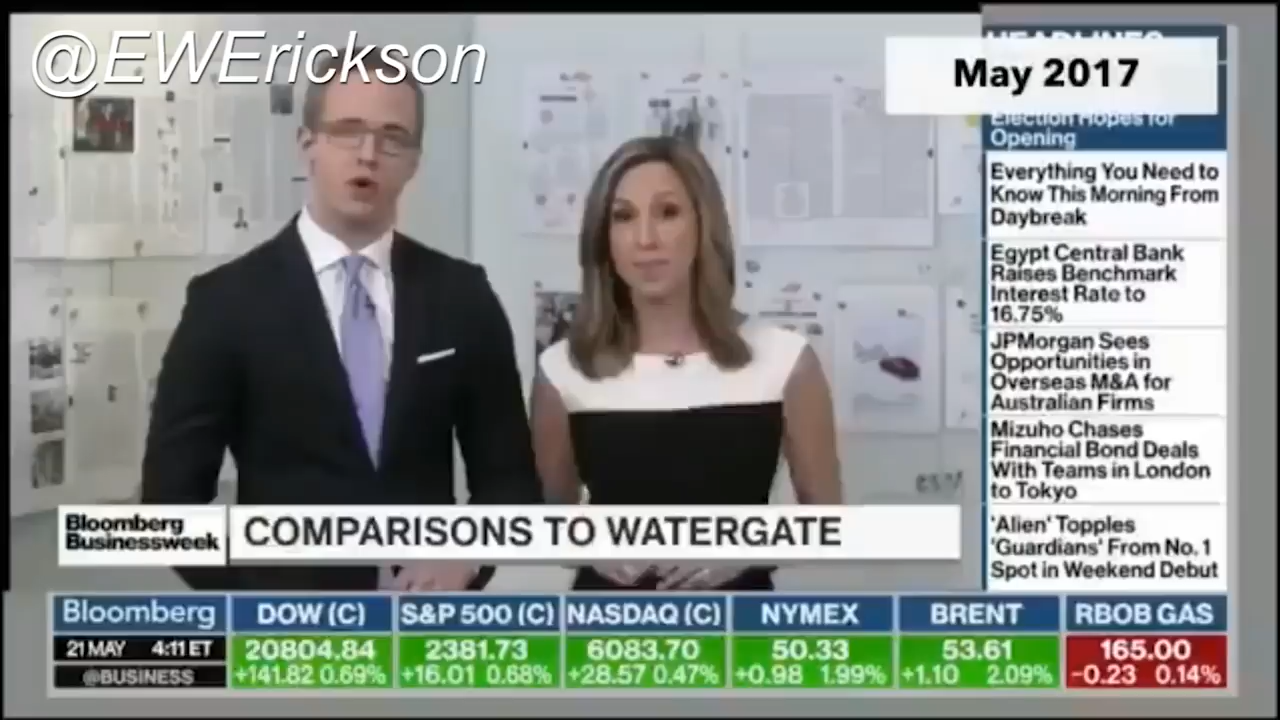 @EWErickson
May 2017
HEADLINES
Election Hopes for
Opening
Everything You Need to
Know This Morning From
Daybreak
Egypt Central Bank
Raises Benchmark
Interest Rate to
16.75%
JPMorgan Sees
Opportunities in
Overseas M&A for
Australian Firms
Mizuho Chases
Financial Bond Deals
With Teams in London
to Tokyo
'Alien' Topples
'Guardians' From No. 1
Spot in Weekend Debut
Bloomberg
Businessweek
COMPARISONS TO WATERGATE
Bloomberg DOW (C) S&P 500 (C) NASDAQ (C) NYMEX BRENT RBOB GAS
21 MAY 4:11 ET 20804.84 2381.73 6083.70 50.33 53.61 165.00
@BUSINESS +141.82 0.69% +16.01 0.68% +28.57 0.47% +0.98 1.99% +1.10 2.09% -0.23 0.14%